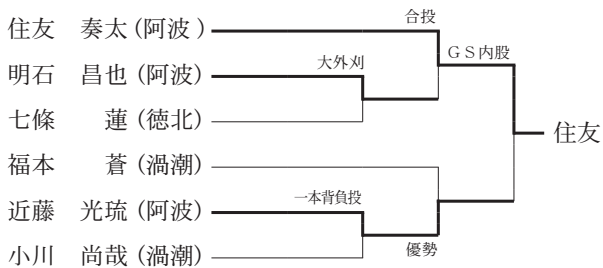 住友　奏太 (阿波 )
合投
ＧＳ内股
明石　昌也 (阿波)
大外刈
七條　　蓮 (徳北)
住友
福本　　蒼 (渦潮)
近藤　光琉 (阿波)
一本背負投
優勢
小川　尚哉 (渦潮)